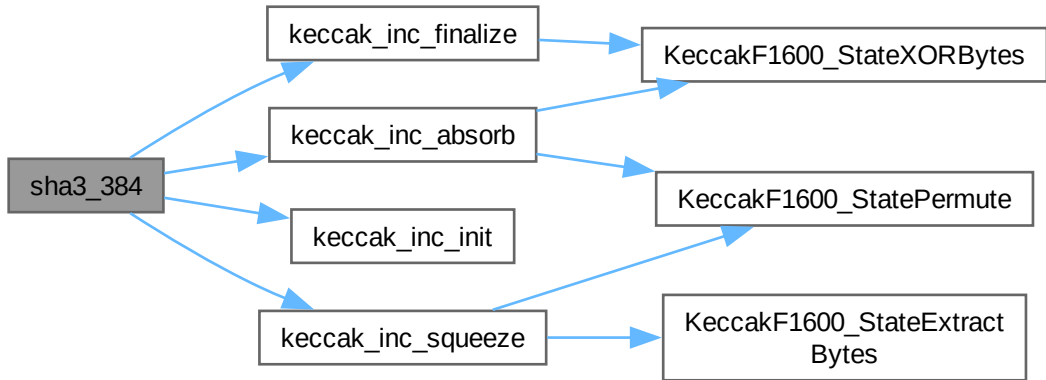 sha3_384
keccak_inc_finalize
keccak_inc_absorb
keccak_inc_init
keccak_inc_squeeze
KeccakF1600_StateXORBytes
KeccakF1600_StatePermute
KeccakF1600_StateExtract
Bytes